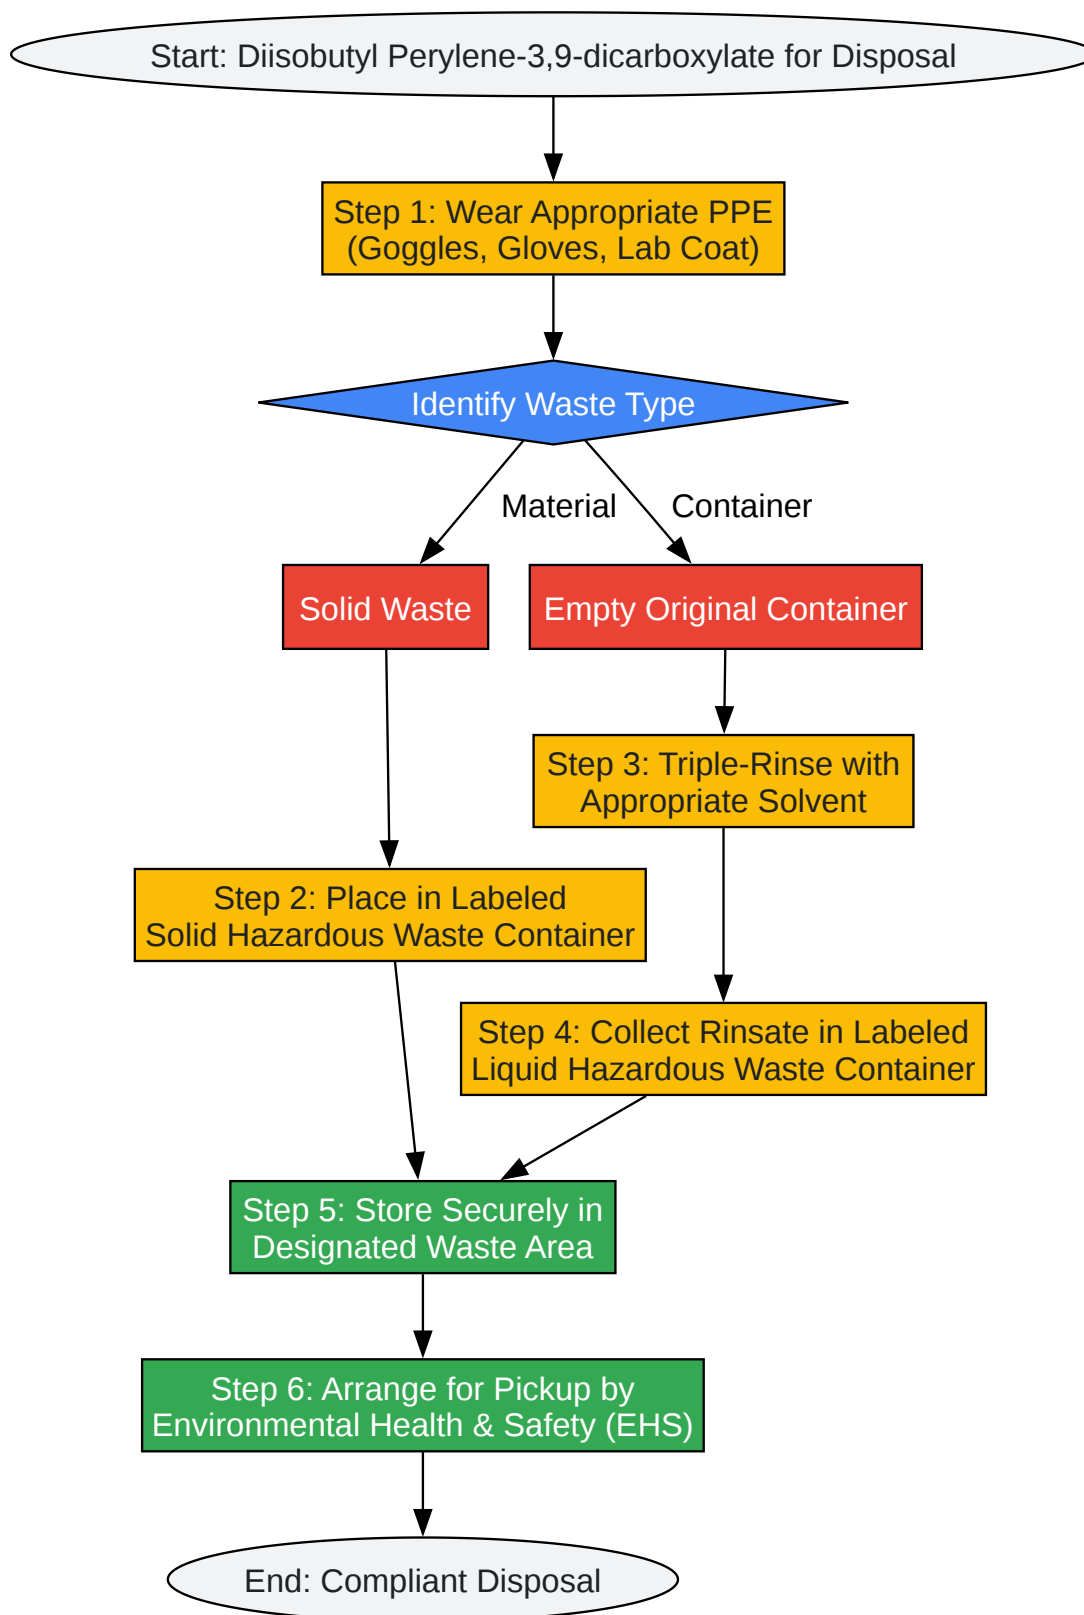 Start: Diisobutyl Perylene-3,9-dicarboxylate for Disposal
Step 1: Wear Appropriate PPE
(Goggles, Gloves, Lab Coat)
Identify Waste Type
Material
Container
Solid Waste
Empty Original Container
Step 3: Triple-Rinse with
Appropriate Solvent
Step 2: Place in Labeled
Solid Hazardous Waste Container
Step 4: Collect Rinsate in Labeled
Liquid Hazardous Waste Container
Step 5: Store Securely in
Designated Waste Area
Step 6: Arrange for Pickup by
Environmental Health & Safety (EHS)
End: Compliant Disposal